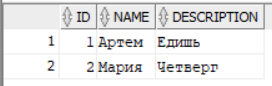 ID NAME DESCRIPTION
1 1 Артем Едишь
2 2 Мария Четверг